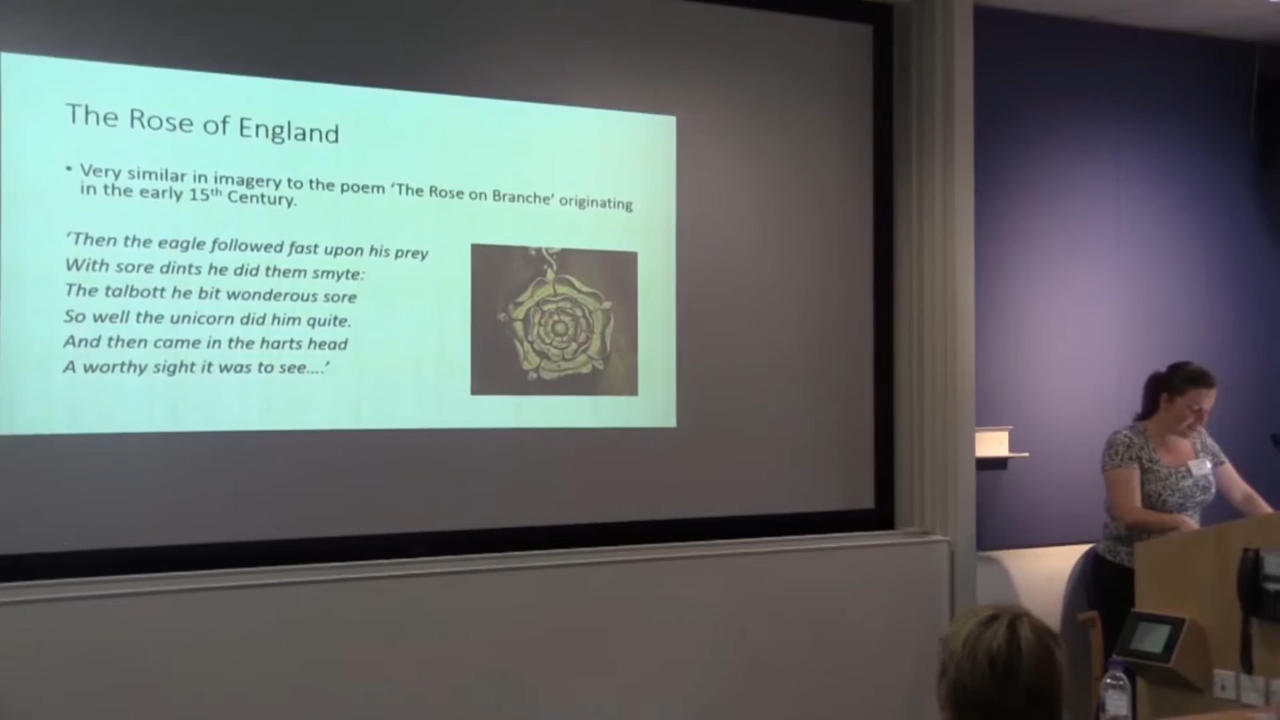 The Rose of England
• Very similar in imagery to the poem ‘The Rose on Branche’ originating
in the early 15th Century.
‘Then the eagle followed fast upon his prey
With sore dints he did them smyte:
The talbott he bit wonderous sore
So well the unicorn did him quite.
And then came in the harts head
A worthy sight it was to see....’